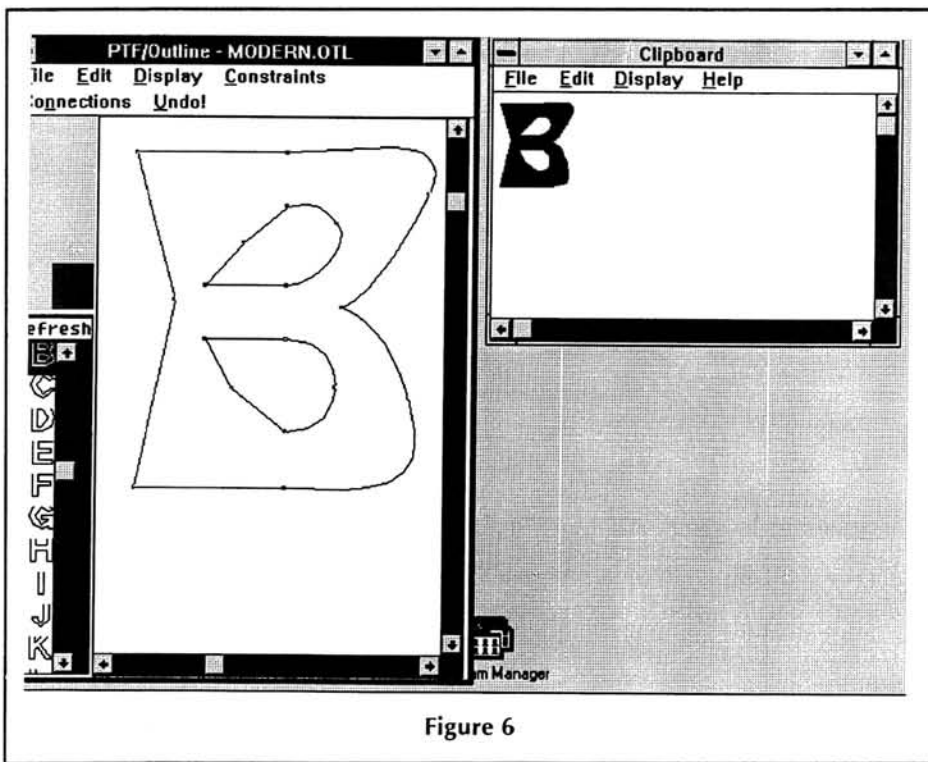 PTF/Outline - MODERN.OTL
ile Edit Display Constraints
onnections Undo!
efresh
B
C
D
E
F
G
H
I
J
K
Clipboard
File Edit Display Help
B
B
m Manager
Figure 6